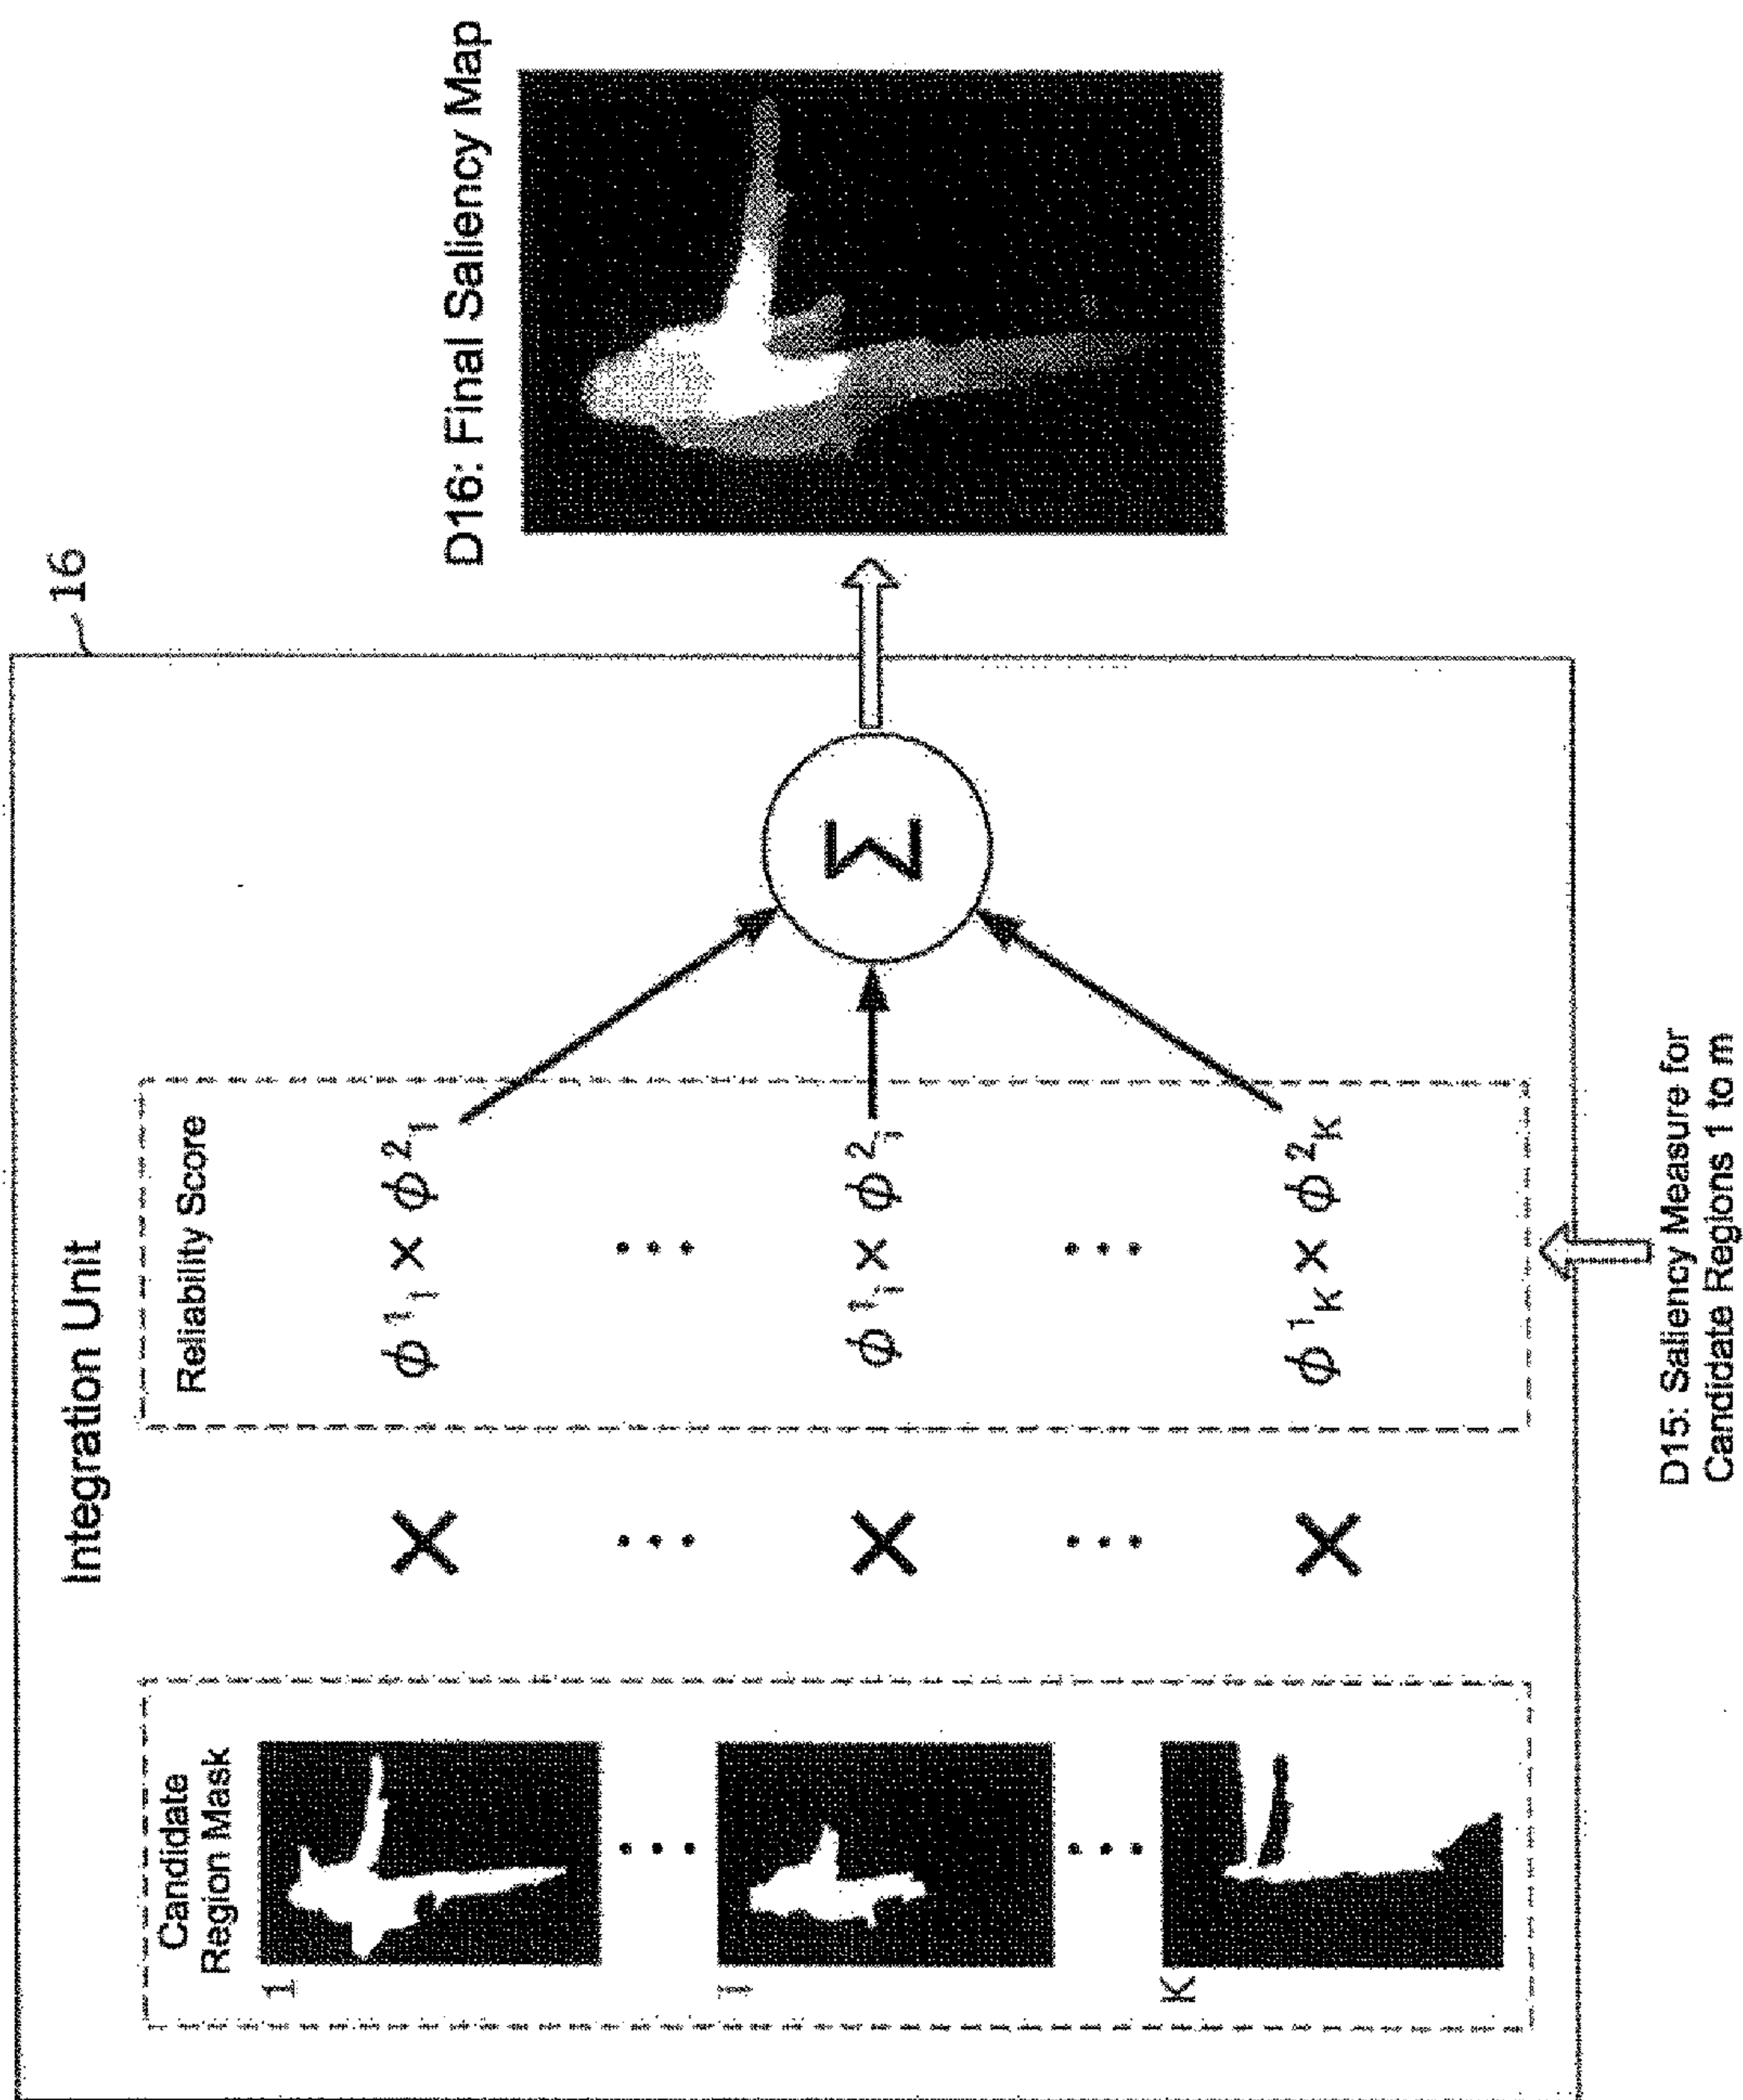 Integration Unit
16
Candidate
Region Mask
Reliability Score
1
× ϕ¹₁ × ϕ²₁
... ... ...
i
× ϕ¹ᵢ × ϕ²ᵢ
Σ
... ... ...
K
× ϕ¹K × ϕ²K
D16: Final Saliency Map
D15: Saliency Measure for
Candidate Regions 1 to m